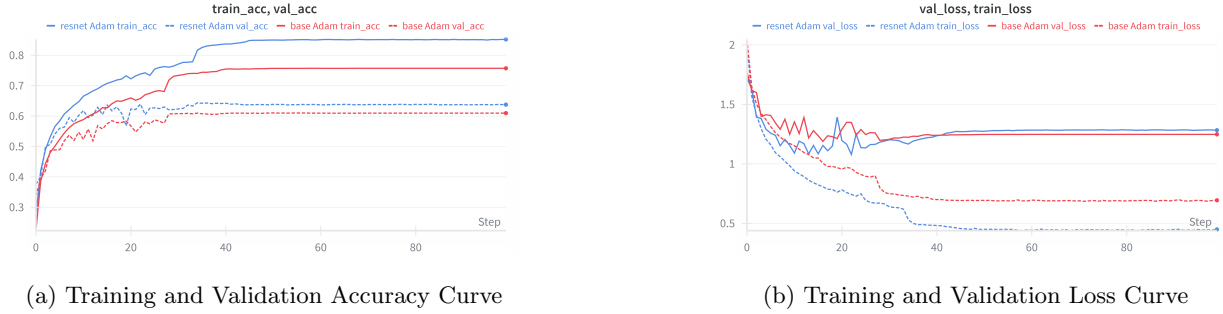 train_acc, val_acc
resnet Adam train_acc resnet Adam val_acc base Adam train_acc base Adam val_acc
0.8
0.7
0.6
0.5
0.4
0.3
Step
0 20 40 60 80
(a) Training and Validation Accuracy Curve
val_loss, train_loss
resnet Adam val_loss resnet Adam train_loss base Adam val_loss base Adam train_loss
2
1.5
1
0.5
Step
0 20 40 60 80
(b) Training and Validation Loss Curve